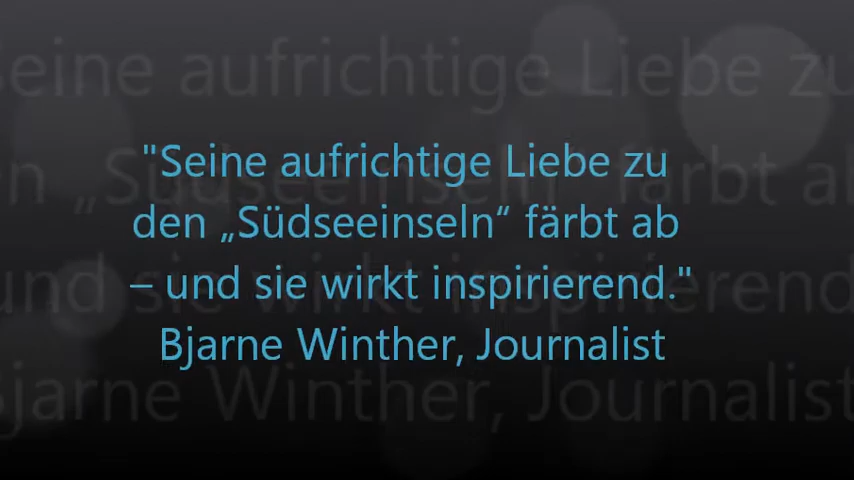 "Seine aufrichtige Liebe zu
den „Südseeinseln“ färbt ab
– und sie wirkt inspirierend."
Bjarne Winther, Journalist